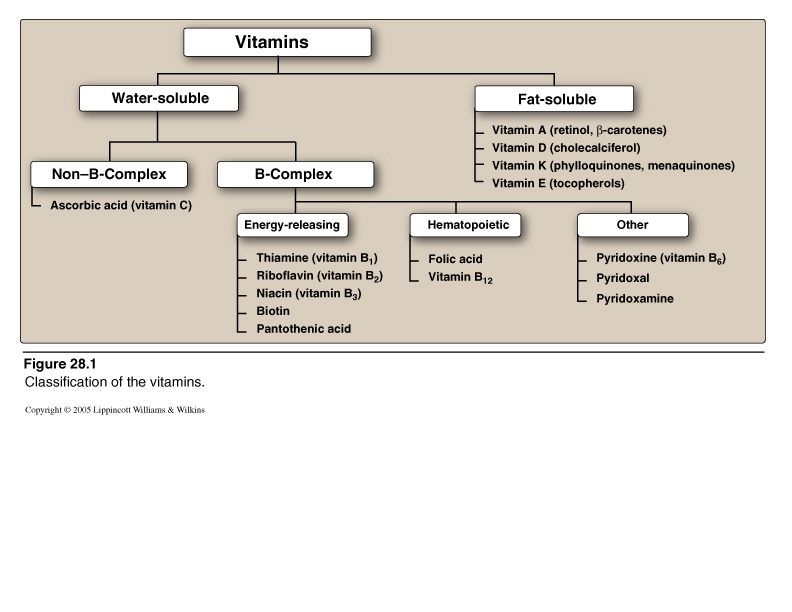 Vitamins
Water-soluble
Fat-soluble
Vitamin A (retinol, β-carotenes)
Vitamin D (cholecalciferol)
Vitamin K (phylloquinones, menaquinones)
Vitamin E (tocopherols)
Non–B-Complex
B-Complex
Ascorbic acid (vitamin C)
Energy-releasing
Hematopoietic
Other
Thiamine (vitamin B₁)
Riboflavin (vitamin B₂)
Niacin (vitamin B₃)
Biotin
Pantothenic acid
Folic acid
Vitamin B₁₂
Pyridoxine (vitamin B₆)
Pyridoxal
Pyridoxamine
Figure 28.1
Classification of the vitamins.
Copyright © 2005 Lippincott Williams & Wilkins